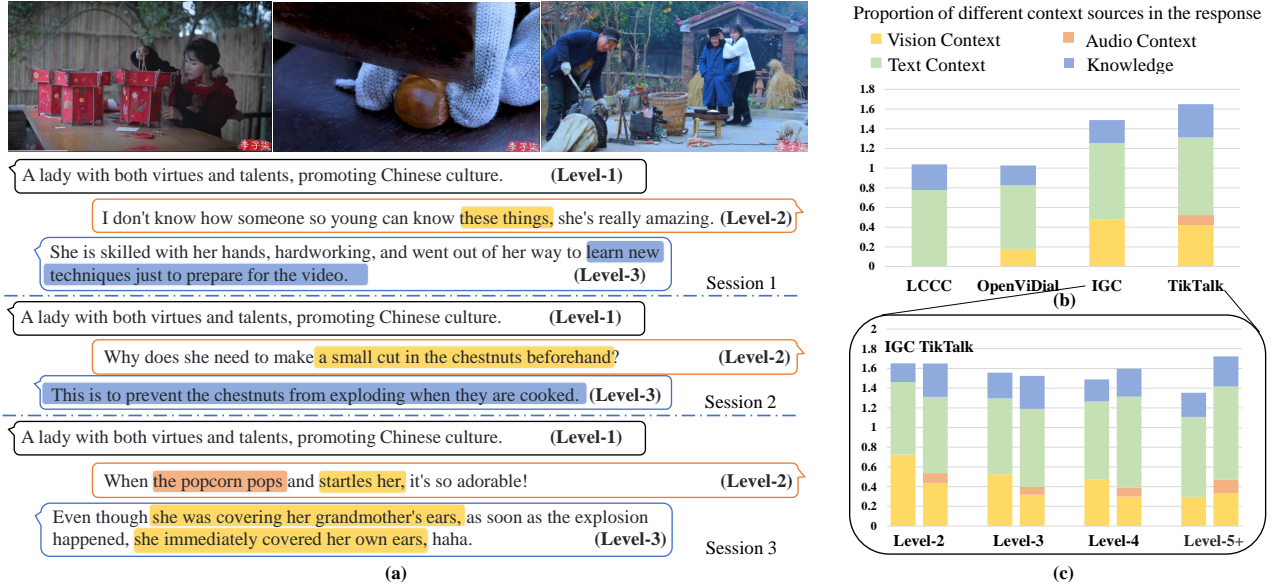 李子柒
李子柒
李子柒
A lady with both virtues and talents, promoting Chinese culture. (Level-1)
I don't know how someone so young can know these things, she's really amazing. (Level-2)
She is skilled with her hands, hardworking, and went out of her way to learn new
techniques just to prepare for the video. (Level-3)
Session 1
A lady with both virtues and talents, promoting Chinese culture. (Level-1)
Why does she need to make a small cut in the chestnuts beforehand? (Level-2)
This is to prevent the chestnuts from exploding when they are cooked. (Level-3)
Session 2
A lady with both virtues and talents, promoting Chinese culture. (Level-1)
When the popcorn pops and startles her, it's so adorable! (Level-2)
Even though she was covering her grandmother's ears, as soon as the explosion
happened, she immediately covered her own ears, haha. (Level-3)
Session 3
(a)
Proportion of different context sources in the response
Vision Context Audio Context
Text Context Knowledge
1.8
1.6
1.4
1.2
1
0.8
0.6
0.4
0.2
0
LCCC OpenViDial IGC TikTalk
(b)
2
1.8
1.6
1.4
1.2
1
0.8
0.6
0.4
0.2
0
IGC TikTalk
Level-2 Level-3 Level-4 Level-5+
(c)